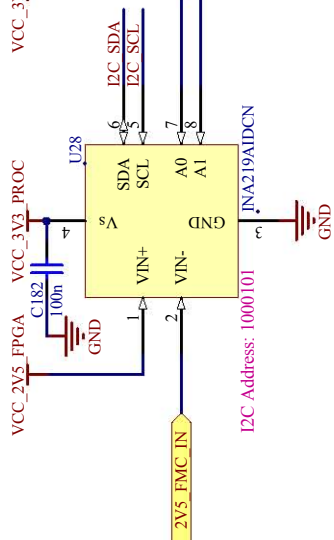 VCC_3
I2C_SDA
I2C_SCL
6
5
7
8
U28
SDA
SCL
A0
A1
INA219AIDCN
VCC_3V3_PROC
4
Vs
GND
3
GND
C182
100n
GND
VIN+
VIN-
1
2
VCC_2V5_FPGA
I2C Address: 1000101
2V5_FMC_IN